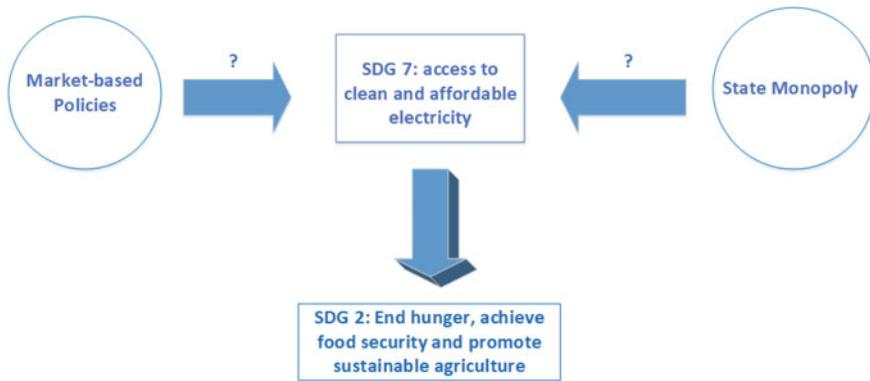 Market-based
Policies
?
SDG 7: access to
clean and affordable
electricity
?
State Monopoly
SDG 2: End hunger, achieve
food security and promote
sustainable agriculture